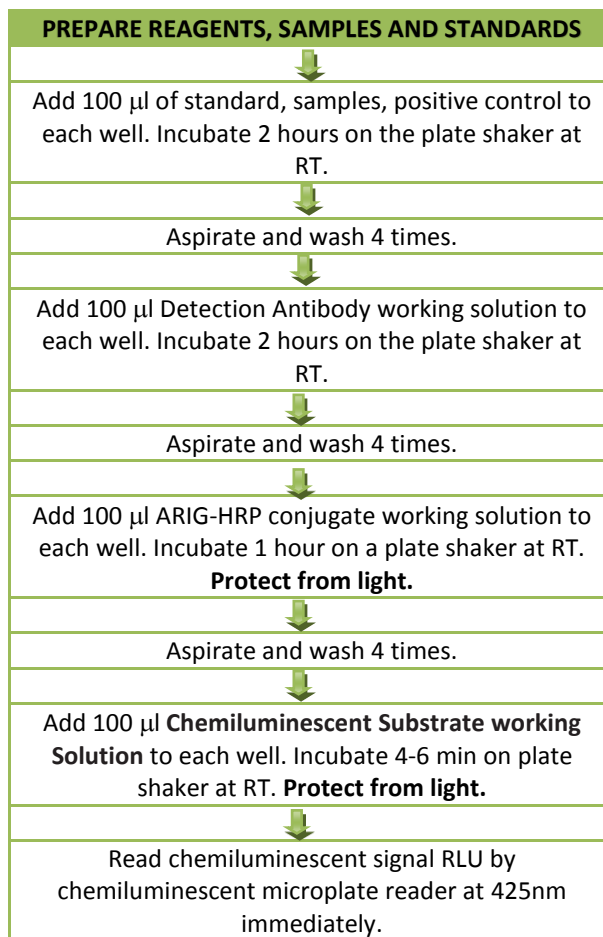 PREPARE REAGENTS, SAMPLES AND STANDARDS
Add 100 μl of standard, samples, positive control to
each well. Incubate 2 hours on the plate shaker at
RT.
Aspirate and wash 4 times.
Add 100 μl Detection Antibody working solution to
each well. Incubate 2 hours on the plate shaker at
RT.
Aspirate and wash 4 times.
Add 100 μl ARIG-HRP conjugate working solution to
each well. Incubate 1 hour on a plate shaker at RT.
Protect from light.
Aspirate and wash 4 times.
Add 100 μl Chemiluminescent Substrate working
Solution to each well. Incubate 4-6 min on plate
shaker at RT. Protect from light.
Read chemiluminescent signal RLU by
chemiluminescent microplate reader at 425nm
immediately.